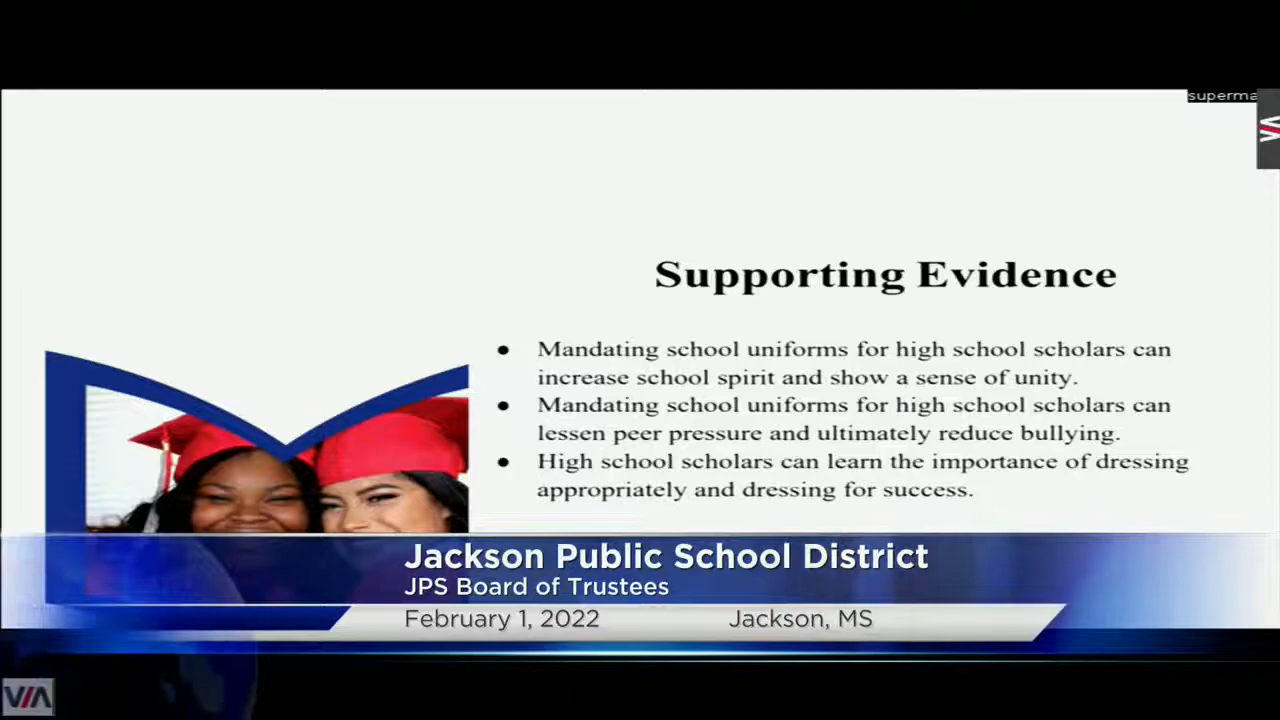 superma
Supporting Evidence
● Mandating school uniforms for high school scholars can
increase school spirit and show a sense of unity.
● Mandating school uniforms for high school scholars can
lessen peer pressure and ultimately reduce bullying.
● High school scholars can learn the importance of dressing
appropriately and dressing for success.
Jackson Public School District
JPS Board of Trustees
February 1, 2022 Jackson, MS
VIA